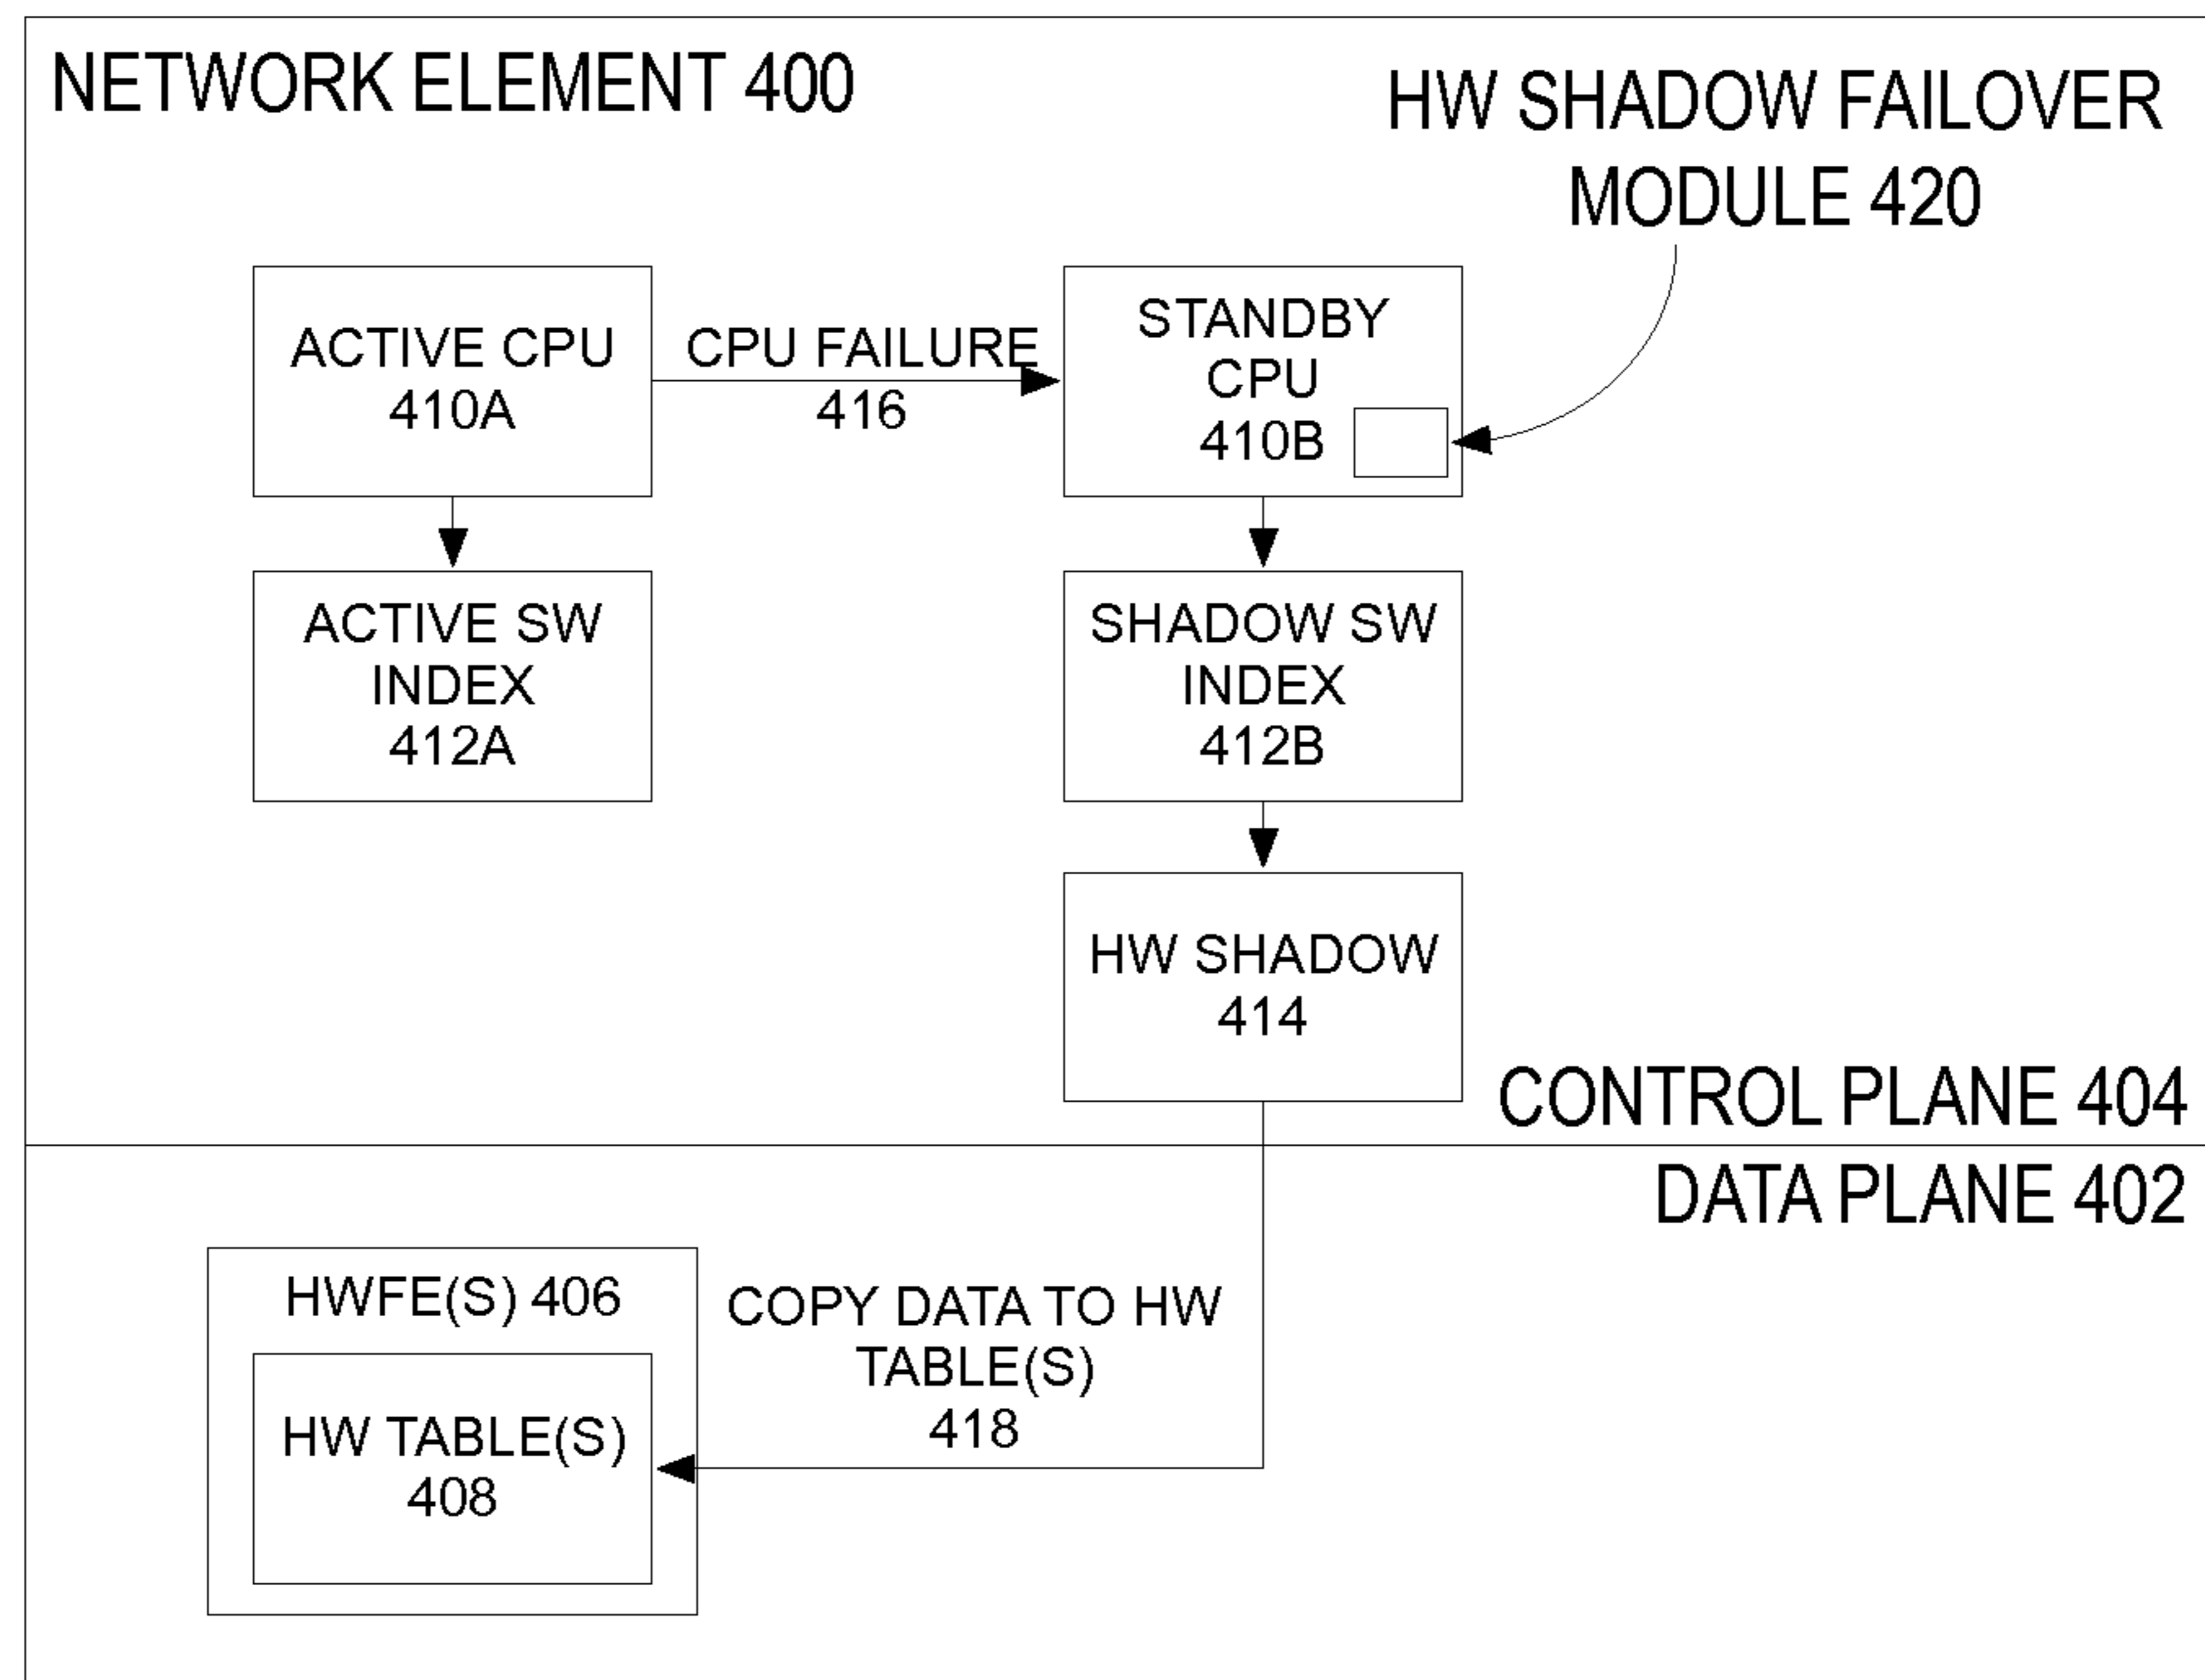 NETWORK ELEMENT 400
HW SHADOW FAILOVER
MODULE 420
ACTIVE CPU
410A
CPU FAILURE
416
STANDBY
CPU
410B
ACTIVE SW
INDEX
412A
SHADOW SW
INDEX
412B
HW SHADOW
414
CONTROL PLANE 404
DATA PLANE 402
HWFE(S) 406
HW TABLE(S)
408
COPY DATA TO HW
TABLE(S)
418